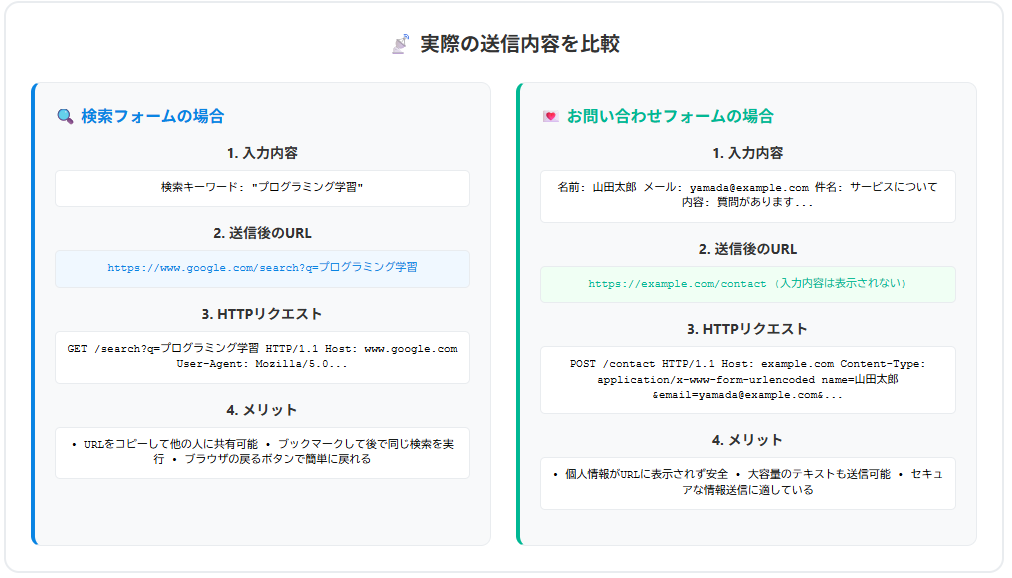 実際の送信内容を比較
検索フォームの場合
1. 入力内容
検索キーワード: "プログラミング学習"
2. 送信後のURL
https://www.google.com/search?q=プログラミング学習
3. HTTPリクエスト
GET /search?q=プログラミング学習 HTTP/1.1 Host: www.google.com
User-Agent: Mozilla/5.0...
4. メリット
• URLをコピーして他の人に共有可能 • ブックマークして後で同じ検索を実
行 • ブラウザの戻るボタンで簡単に戻れる
お問い合わせフォームの場合
1. 入力内容
名前: 山田太郎 メール: yamada@example.com 件名: サービスについて
内容: 質問があります...
2. 送信後のURL
https://example.com/contact (入力内容は表示されない)
3. HTTPリクエスト
POST /contact HTTP/1.1 Host: example.com Content-Type:
application/x-www-form-urlencoded name=山田太郎
&email=yamada@example.com&...
4. メリット
• 個人情報がURLに表示されず安全 • 大容量のテキストも送信可能 • セキュ
アな情報送信に適している